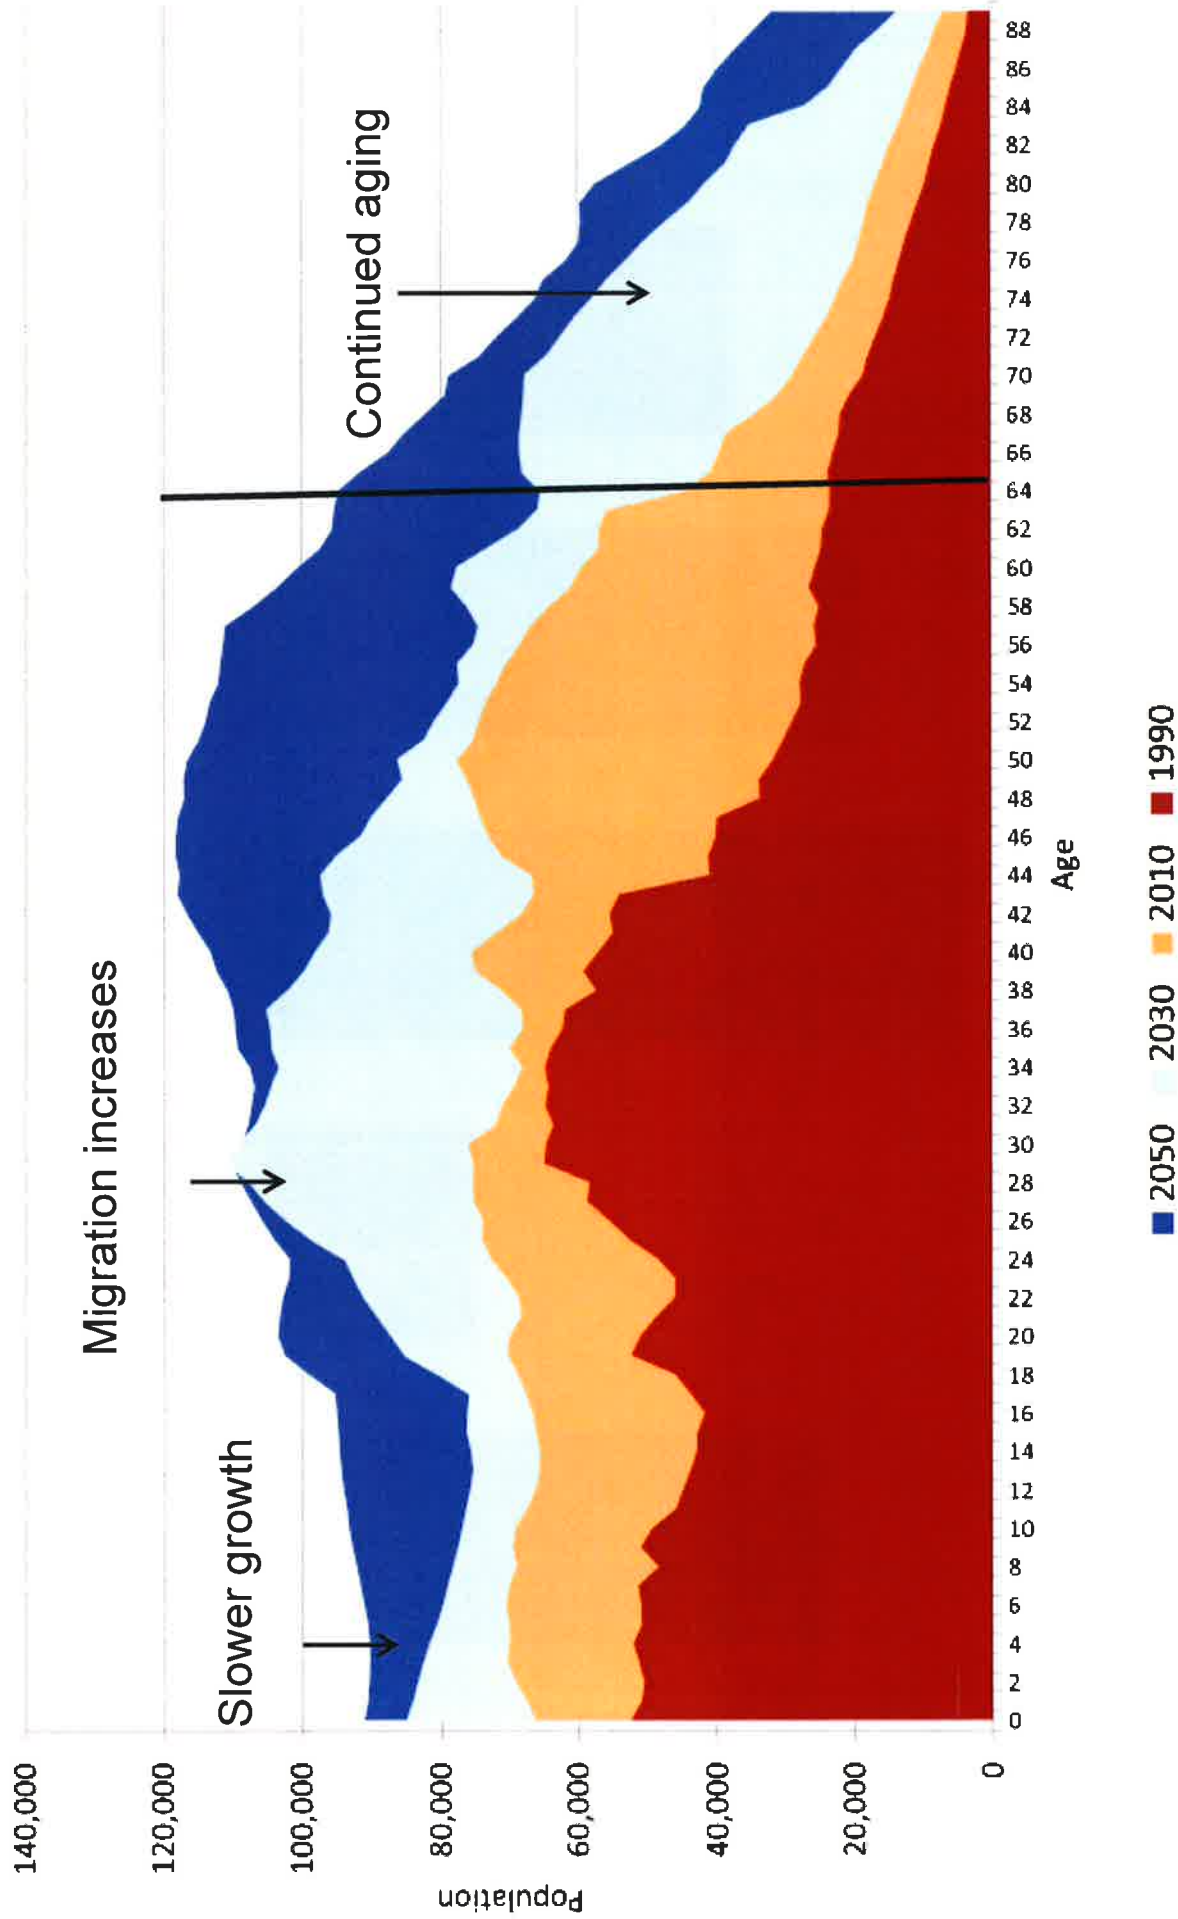 Migration increases
Slower growth
Continued aging
Population
140,000
120,000
100,000
80,000
60,000
40,000
20,000
0
0 2 4 6 8 10 12 14 16 18 20 22 24 26 28 30 32 34 36 38 40 42 44 46 48 50 52 54 56 58 60 62 64 66 68 70 72 74 76 78 80 82 84 86 88
Age
2050 2030 2010 1990